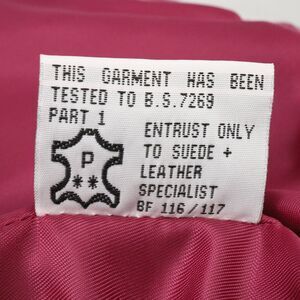 THIS GARMENT HAS BEEN
TESTED TO B.S.7269
PART 1
P
**
ENTRUST ONLY
TO SUEDE +
LEATHER
SPECIALIST
BF 116/117